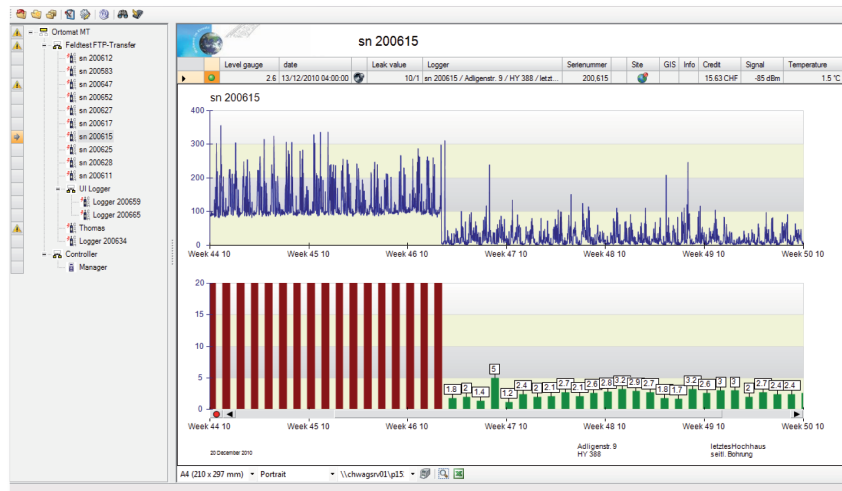 Ortomat MT
Feldtest FTP-Transfer
sn 200612
sn 200583
sn 200647
sn 200652
sn 200627
sn 200617
sn 200615
sn 200625
sn 200628
sn 200611
UI Logger
Logger 200659
Logger 200665
Thomas
Logger 200634
Controller
Manager
sn 200615
Level gauge date Leak value Logger Serienummer Site GIS Info Credit Signal Temperature
2.6 13/12/2010 04:00:00 10/1 sn 200615 / Adligenstr. 9 / HY 388 / letzt... 200,615 15.63 CHF -85 dBm 1.5 °C
sn 200615
400
300
200
100
0
Week 44 10 Week 45 10 Week 46 10 Week 47 10 Week 48 10 Week 49 10 Week 50 10
20
15
10
5
0
1.8 2 1.4 5 1.2 2.4 2 2.1 2.7 2.1 2.6 2.8 3.2 2.9 2.7 1.8 1.7 3.2 2.6 3 3 2 2.7 2.4 2.4
Week 44 10 Week 45 10 Week 46 10 Week 47 10 Week 48 10 Week 49 10 Week 50 10
20 December 2010
Adligenstr. 9 letztesHochhaus
HY 388 seitl. Bohrung
A4 (210 x 297 mm) Portrait \\chwagsrv01\p15: